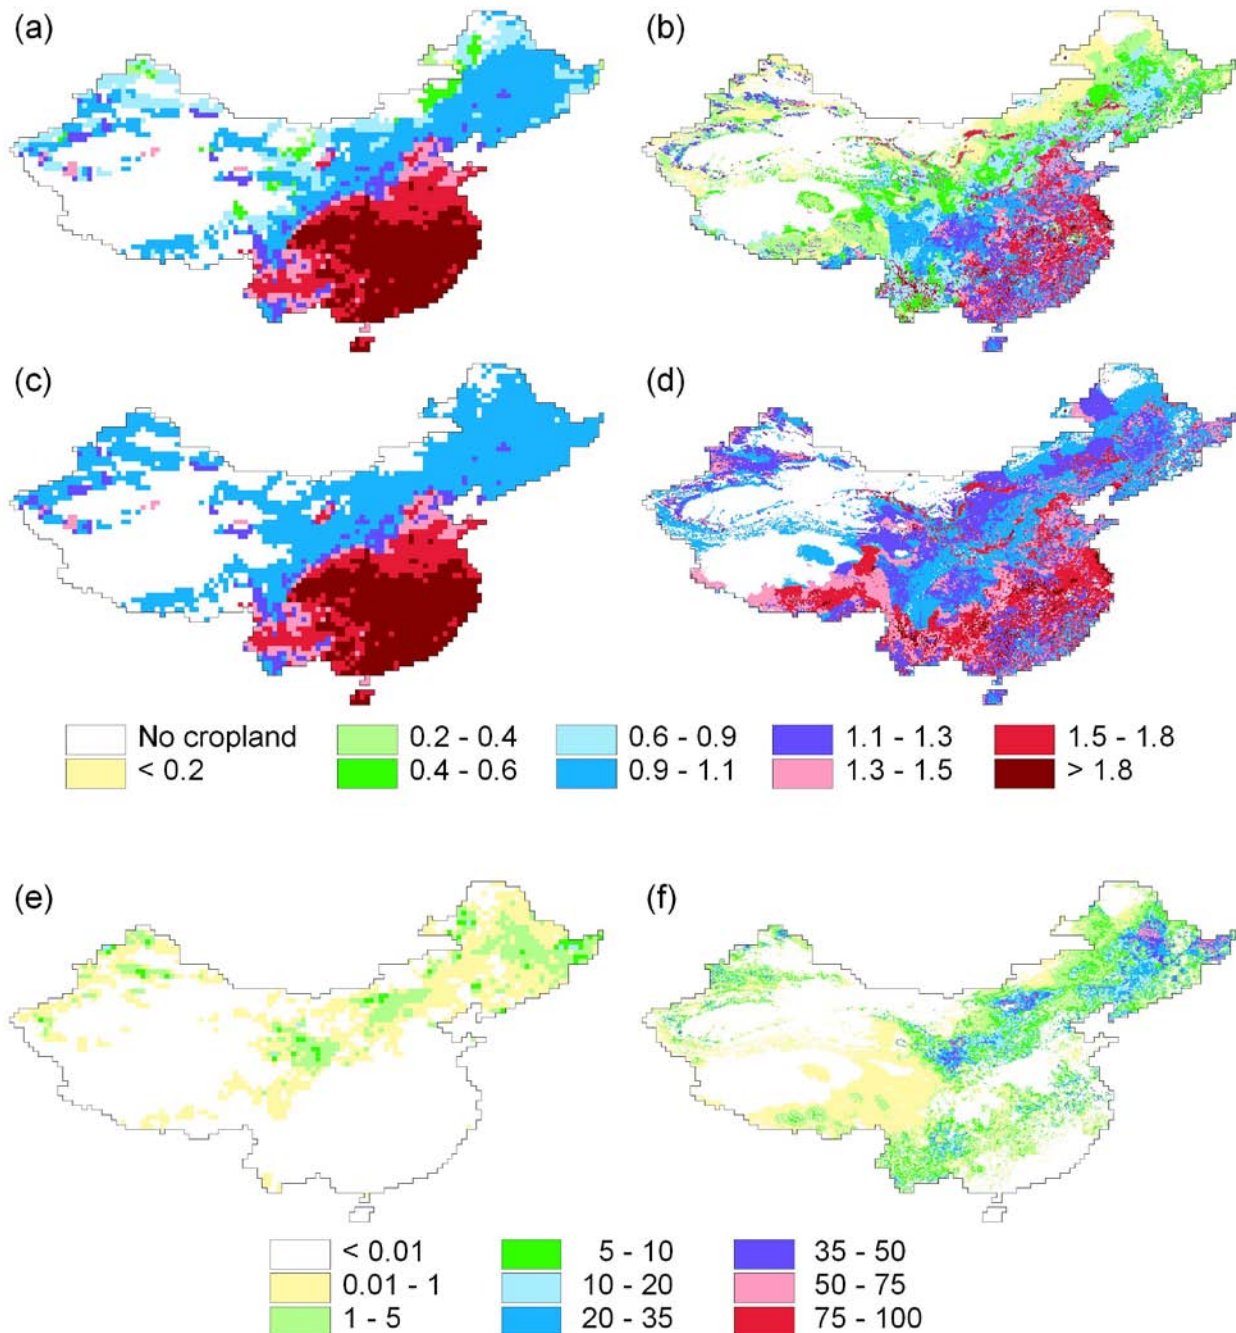 (a) (b)
(c) (d)
No cropland 0.2 - 0.4 0.6 - 0.9 1.1 - 1.3 1.5 - 1.8
< 0.2 0.4 - 0.6 0.9 - 1.1 1.3 - 1.5 > 1.8
(e) (f)
< 0.01 5 - 10 35 - 50
0.01 - 1 10 - 20 50 - 75
1 - 5 20 - 35 75 - 100